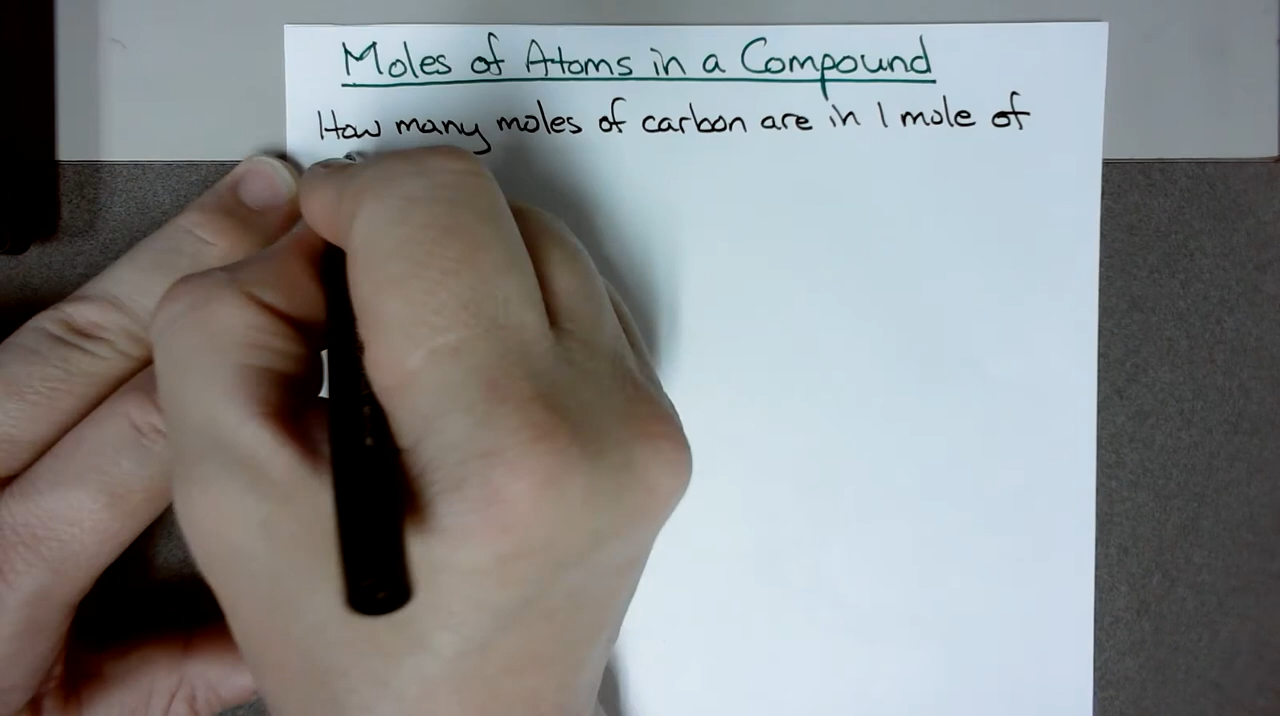 Moles of Atoms in a Compound
How many moles of carbon are in 1 mole of